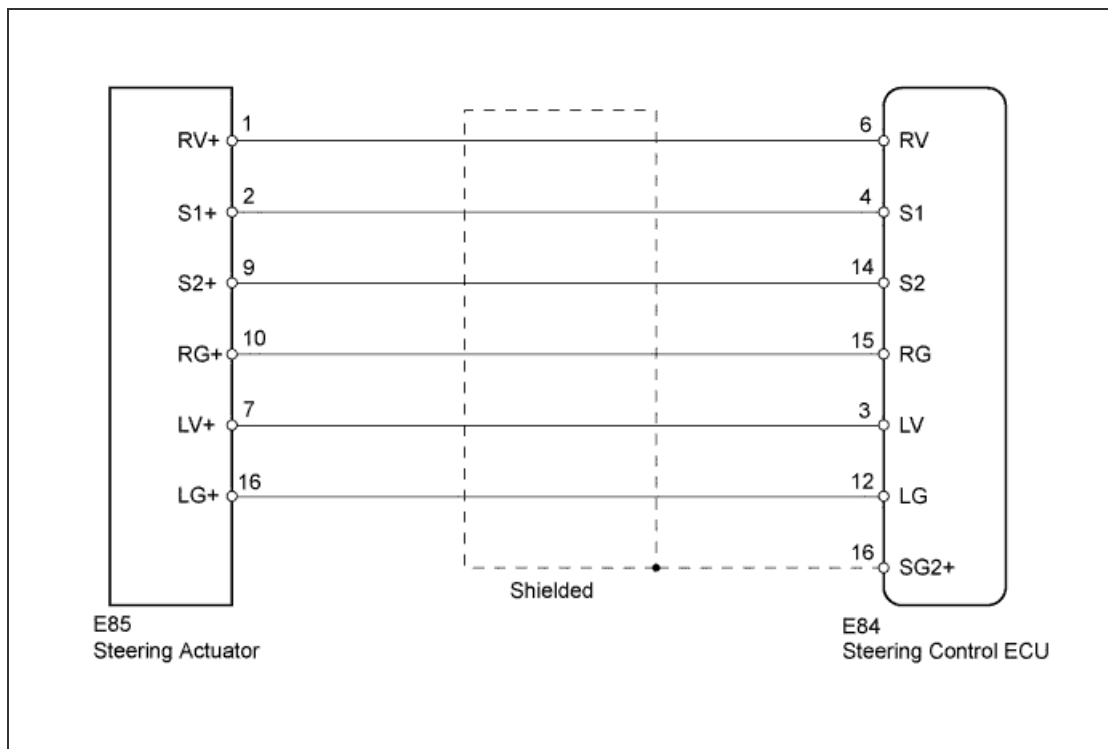 RV+ 1 6 RV
S1+ 2 4 S1
S2+ 9 14 S2
RG+ 10 15 RG
LV+ 7 3 LV
LG+ 16 12 LG
16 SG2+
Shielded
E85 E84
Steering Actuator Steering Control ECU